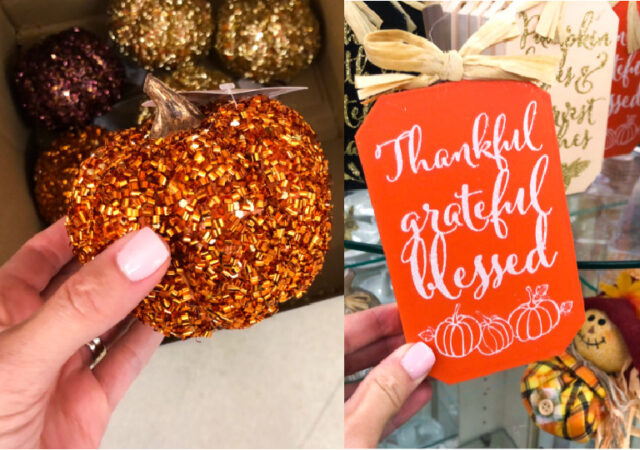 Thankful
grateful
blessed
Pumpkin
&